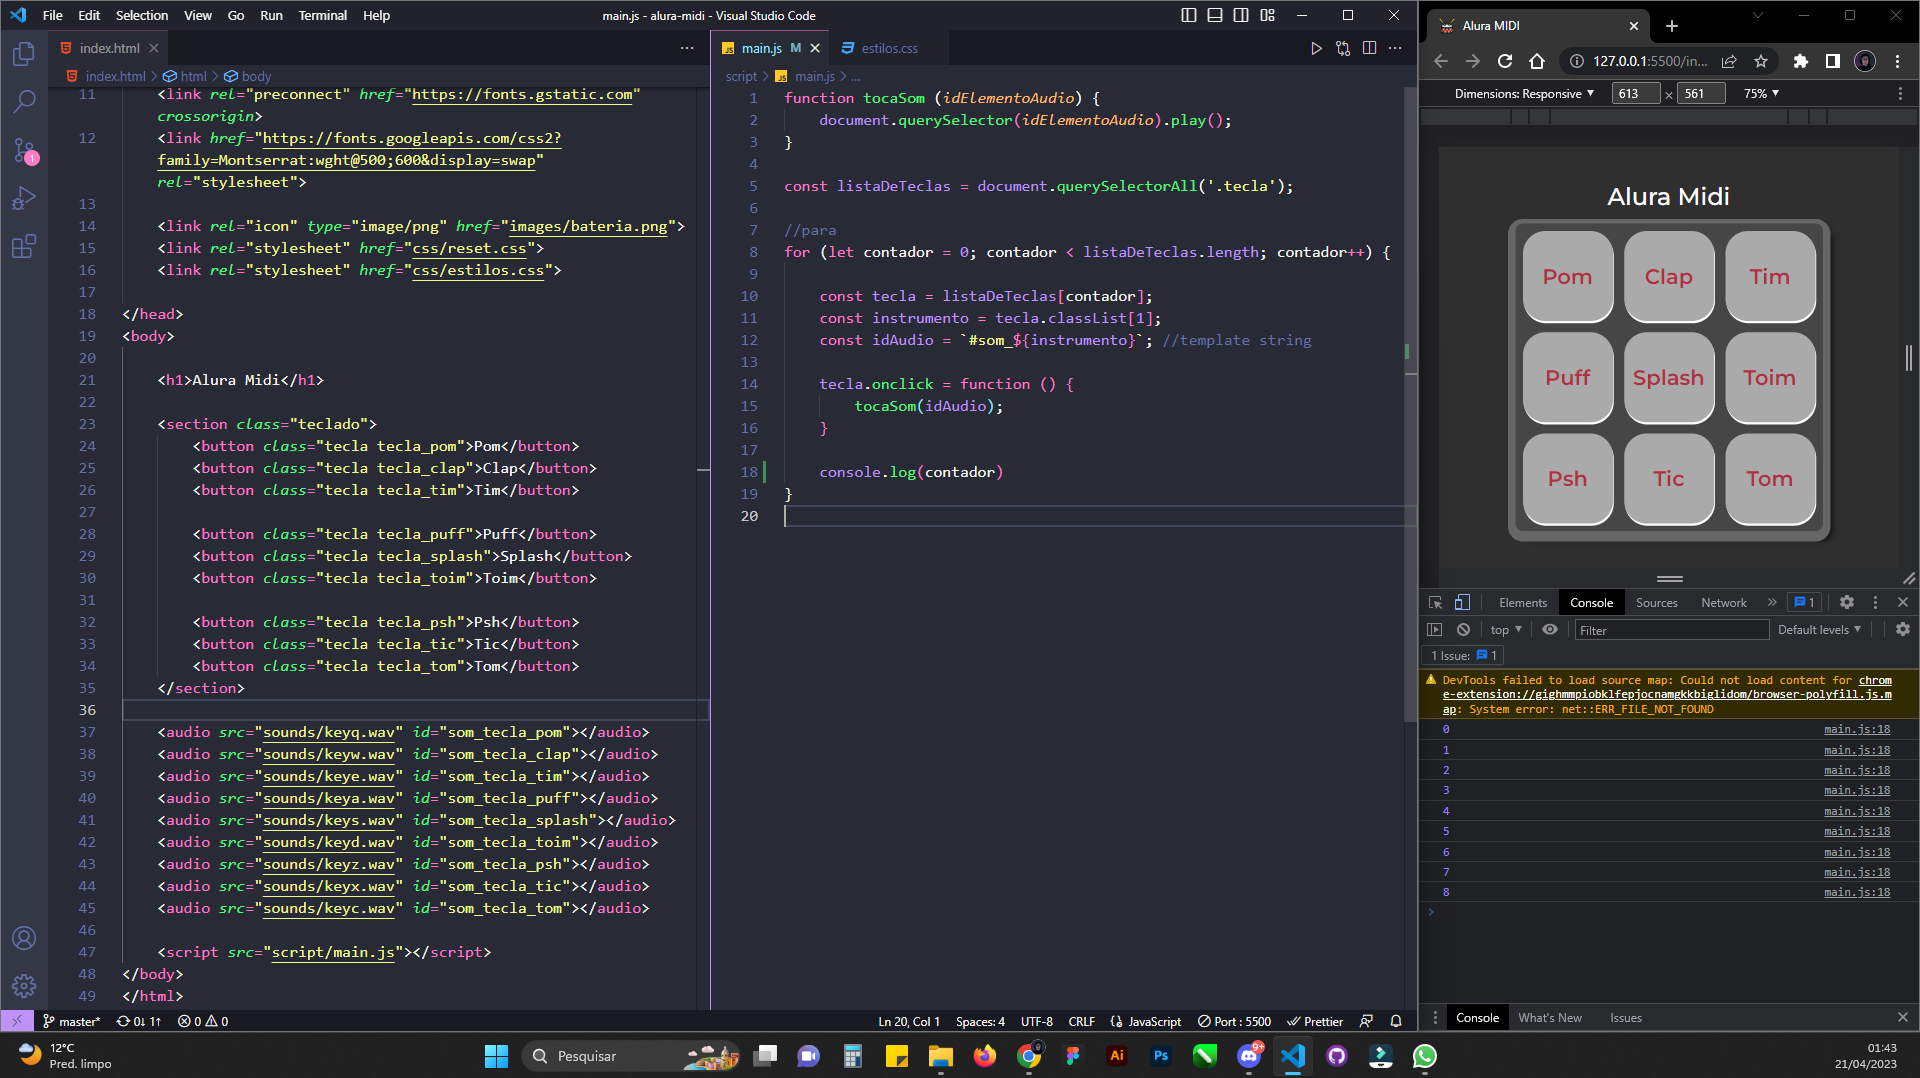 File Edit Selection View Go Run Terminal Help
main.js - alura-midi - Visual Studio Code
index.html
index.html > html > body
11 <link rel="preconnect" href="https://fonts.gstatic.com"
crossorigin>
12 <link href="https://fonts.googleapis.com/css2?
family=Montserrat:wght@500;600&display=swap"
rel="stylesheet">
13
14 <link rel="icon" type="image/png" href="images/bateria.png">
15 <link rel="stylesheet" href="css/reset.css">
16 <link rel="stylesheet" href="css/estilos.css">
17
18 </head>
19 <body>
20
21 <h1>Alura Midi</h1>
22
23 <section class="teclado">
24 <button class="tecla tecla_pom">Pom</button>
25 <button class="tecla tecla_clap">Clap</button>
26 <button class="tecla tecla_tim">Tim</button>
27
28 <button class="tecla tecla_puff">Puff</button>
29 <button class="tecla tecla_splash">Splash</button>
30 <button class="tecla tecla_toim">Toim</button>
31
32 <button class="tecla tecla_psh">Psh</button>
33 <button class="tecla tecla_tic">Tic</button>
34 <button class="tecla tecla_tom">Tom</button>
35 </section>
36
37 <audio src="sounds/keyq.wav" id="som_tecla_pom"></audio>
38 <audio src="sounds/keyw.wav" id="som_tecla_clap"></audio>
39 <audio src="sounds/keye.wav" id="som_tecla_tim"></audio>
40 <audio src="sounds/keya.wav" id="som_tecla_puff"></audio>
41 <audio src="sounds/keys.wav" id="som_tecla_splash"></audio>
42 <audio src="sounds/keyd.wav" id="som_tecla_toim"></audio>
43 <audio src="sounds/keyz.wav" id="som_tecla_psh"></audio>
44 <audio src="sounds/keyx.wav" id="som_tecla_tic"></audio>
45 <audio src="sounds/keyc.wav" id="som_tecla_tom"></audio>
46
47 <script src="script/main.js"></script>
48 </body>
49 </html>
JS main.js M estilos.css
script > JS main.js > ...
1 function tocaSom (idElementoAudio) {
2 document.querySelector(idElementoAudio).play();
3 }
4
5 const listaDeTeclas = document.querySelectorAll('.tecla');
6
7 //para
8 for (let contador = 0; contador < listaDeTeclas.length; contador++) {
9
10 const tecla = listaDeTeclas[contador];
11 const instrumento = tecla.classList[1];
12 const idAudio = `#som_${instrumento}`; //template string
13
14 tecla.onclick = function () {
15 tocaSom(idAudio);
16 }
17
18 console.log(contador)
19 }
20
1
master* 0↓ 1↑ 0 0
Ln 20, Col 1 Spaces: 4 UTF-8 CRLF JavaScript Port : 5500 Prettier
Alura MIDI
127.0.0.1:5500/in...
Dimensions: Responsive 613 × 561 75%
Alura Midi
Pom Clap Tim
Puff Splash Toim
Psh Tic Tom
Elements Console Sources Network » 1
top Filter Default levels
1 Issue: 1
DevTools failed to load source map: Could not load content for chrom
e-extension://gighmmpiobklfepjocnamgkkbiglidom/browser-polyfill.js.m
ap: System error: net::ERR_FILE_NOT_FOUND
0 main.js:18
1 main.js:18
2 main.js:18
3 main.js:18
4 main.js:18
5 main.js:18
6 main.js:18
7 main.js:18
8 main.js:18
Console What's New Issues
12°C
Pred. limpo
Pesquisar
Ai
Ps
9+
01:43
21/04/2023